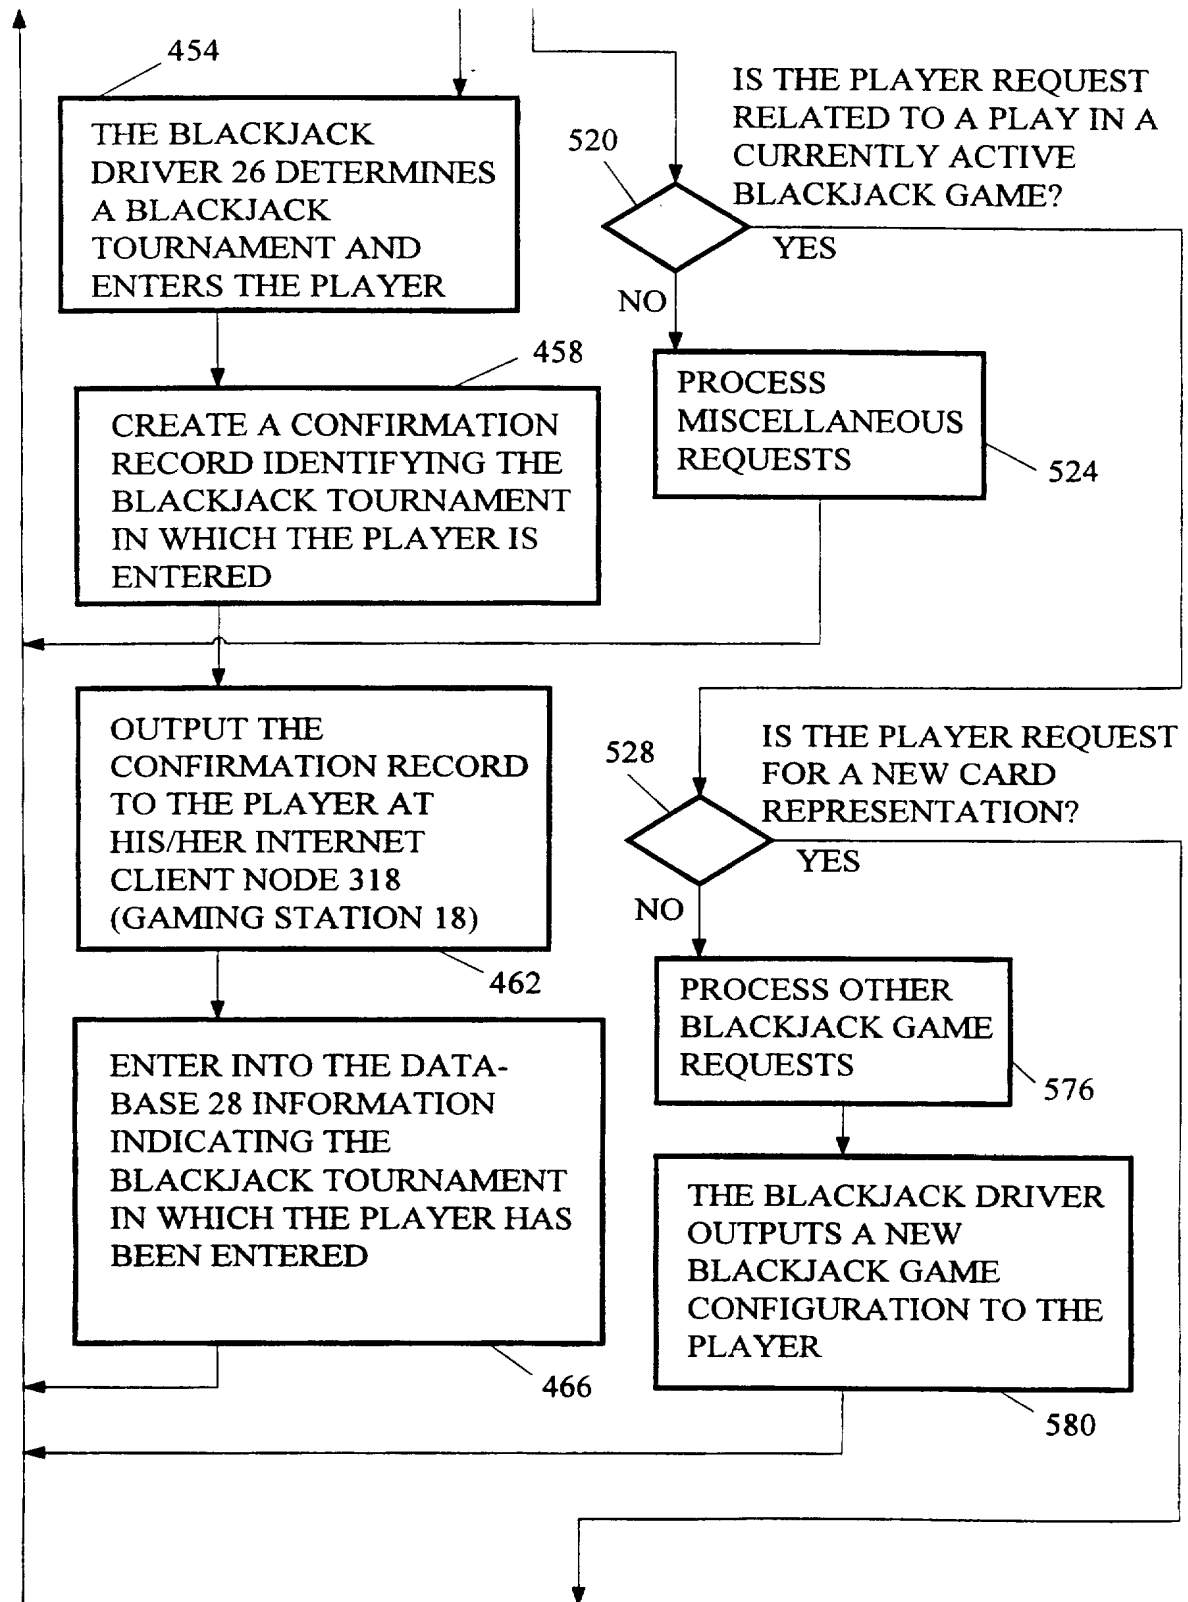 454
THE BLACKJACK
DRIVER 26 DETERMINES
A BLACKJACK
TOURNAMENT AND
ENTERS THE PLAYER
458
CREATE A CONFIRMATION
RECORD IDENTIFYING THE
BLACKJACK TOURNAMENT
IN WHICH THE PLAYER IS
ENTERED
OUTPUT THE
CONFIRMATION RECORD
TO THE PLAYER AT
HIS/HER INTERNET
CLIENT NODE 318
(GAMING STATION 18)
462
ENTER INTO THE DATA-
BASE 28 INFORMATION
INDICATING THE
BLACKJACK TOURNAMENT
IN WHICH THE PLAYER HAS
BEEN ENTERED
466
IS THE PLAYER REQUEST
RELATED TO A PLAY IN A
CURRENTLY ACTIVE
BLACKJACK GAME?
520
YES
NO
PROCESS
MISCELLANEOUS
REQUESTS
524
IS THE PLAYER REQUEST
FOR A NEW CARD
REPRESENTATION?
528
YES
NO
PROCESS OTHER
BLACKJACK GAME
REQUESTS
576
THE BLACKJACK DRIVER
OUTPUTS A NEW
BLACKJACK GAME
CONFIGURATION TO THE
PLAYER
580